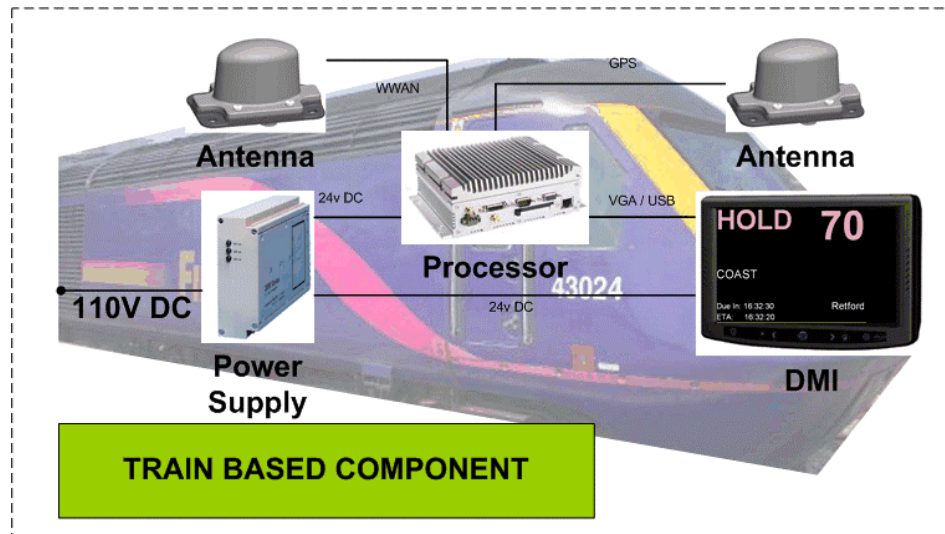 WWAN
GPS
Antenna
Antenna
24v DC
VGA / USB
HOLD 70
Processor
COAST
43024
110V DC
24v DC
Due In: 16:32:30
Retford
ETA: 16:32:20
Power
Supply
DMI
TRAIN BASED COMPONENT